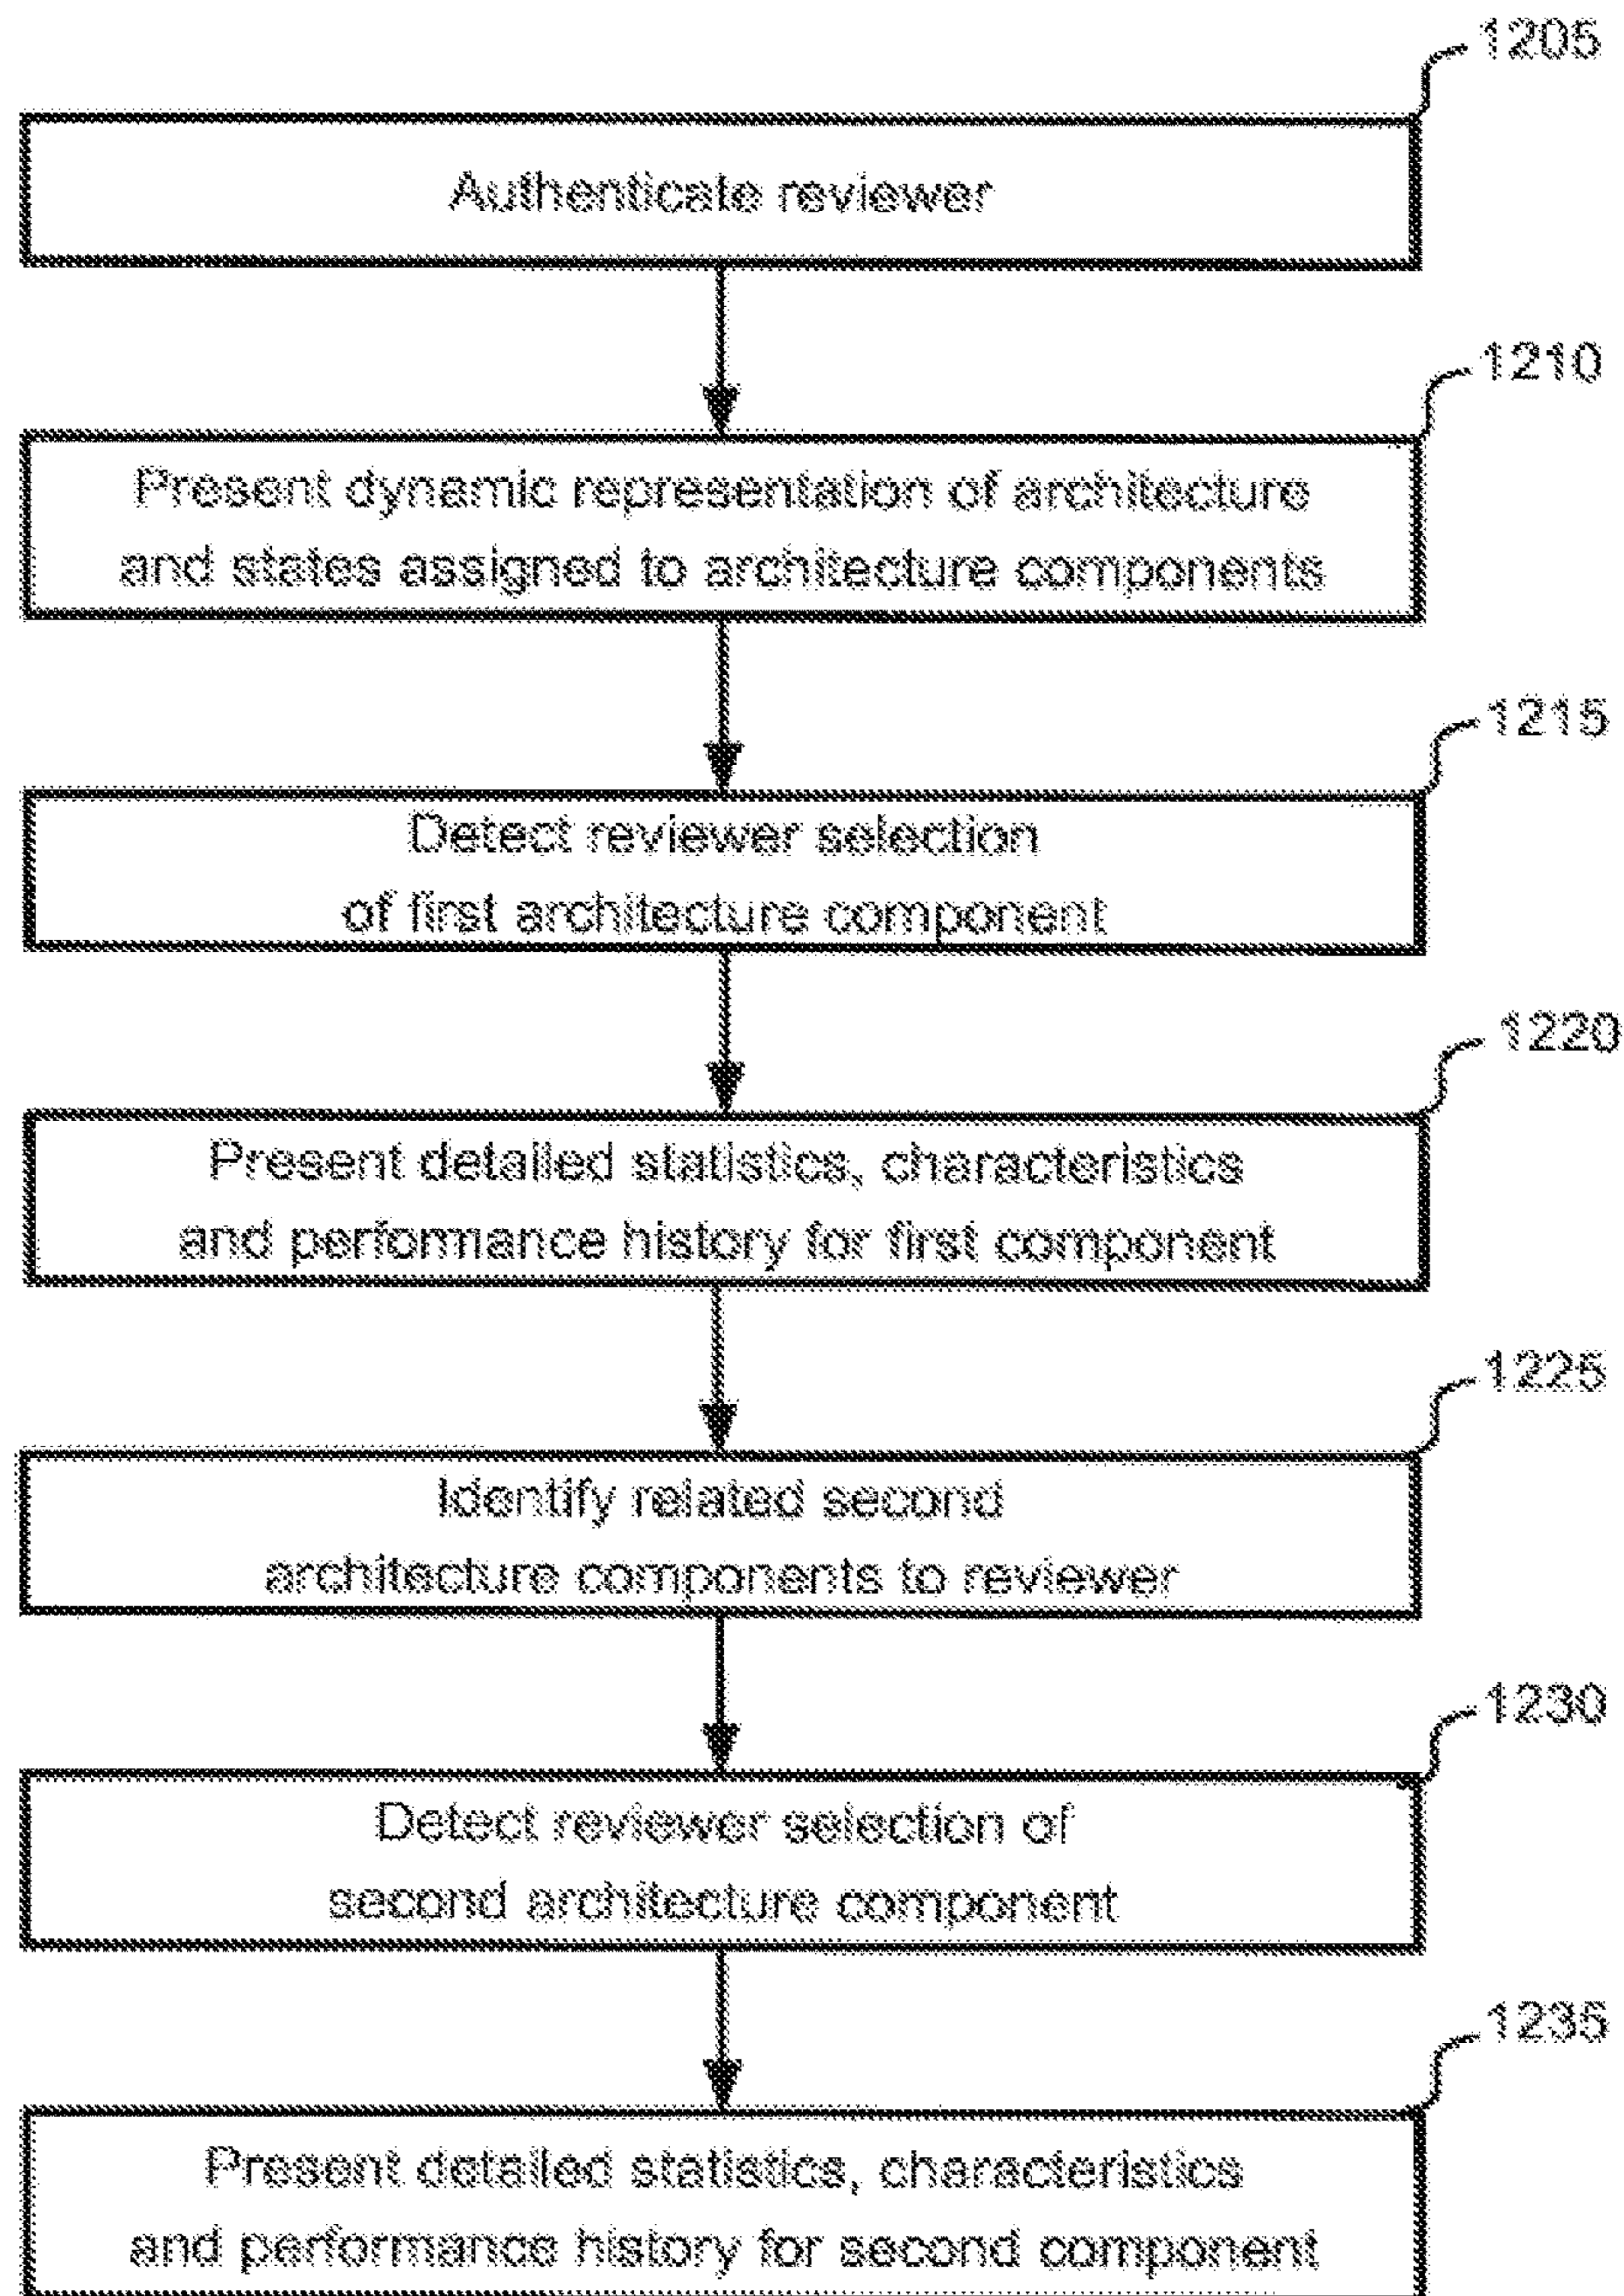 1205
Authenticate reviewer
1210
Present dynamic representation of architecture
and states assigned to architecture components
1215
Detect reviewer selection
of first architecture component
1220
Present detailed statistics, characteristics
and performance history for first component
1225
Identify related second
architecture components to reviewer
1230
Detect reviewer selection of
second architecture component
1235
Present detailed statistics, characteristics
and performance history for second component